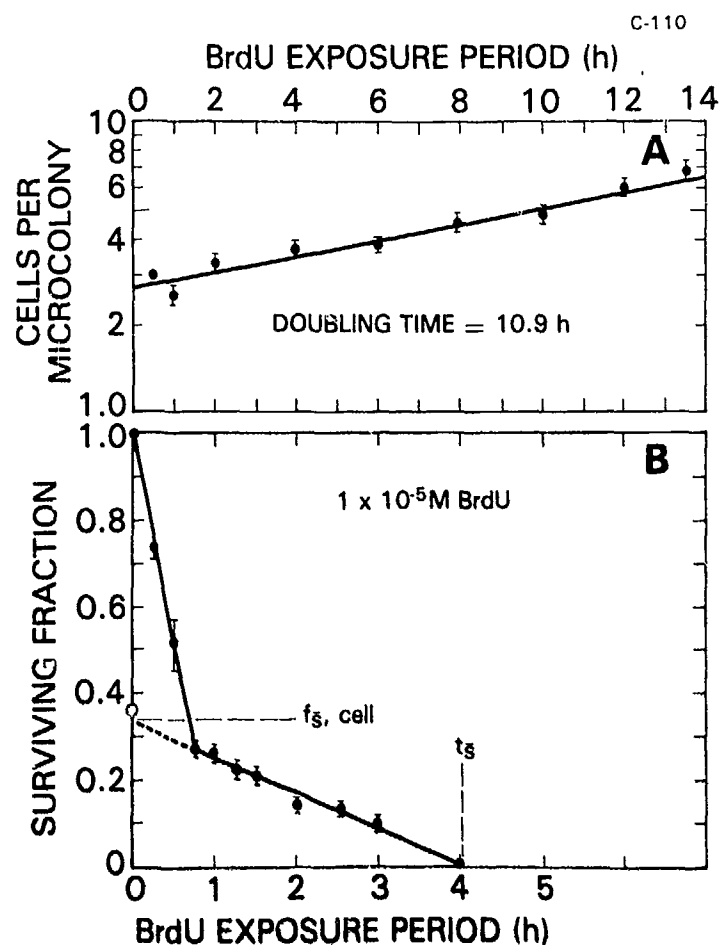 C-110
BrdU EXPOSURE PERIOD (h)
0 2 4 6 8 10 12 14
10
8
6
4
2
1.0
CELLS PER
MICROCOLONY
A
DOUBLING TIME = 10.9 h
1.0
0.8
0.6
0.4
0.2
0
SURVIVING FRACTION
B
1 x 10⁻⁵M BrdU
fs̄, cell
ts̄
0 1 2 3 4 5
BrdU EXPOSURE PERIOD (h)